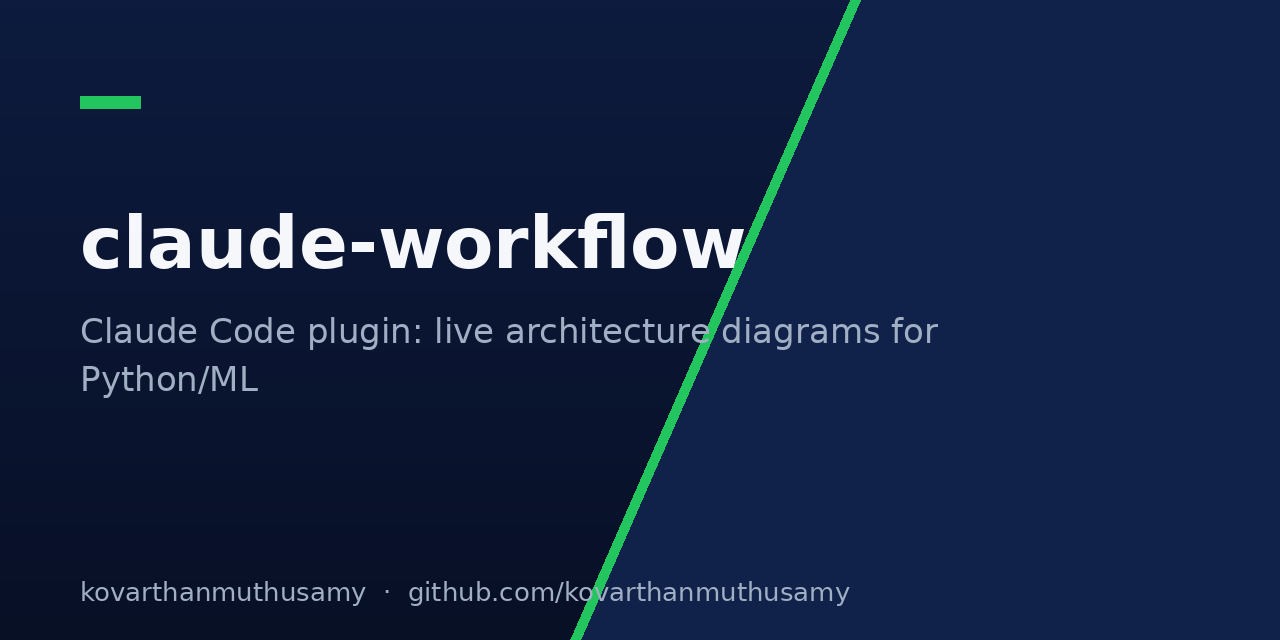 claude-workflow
Claude Code plugin: live architecture diagrams for
Python/ML
kovarthanmuthusamy · github.com/kovarthanmuthusamy